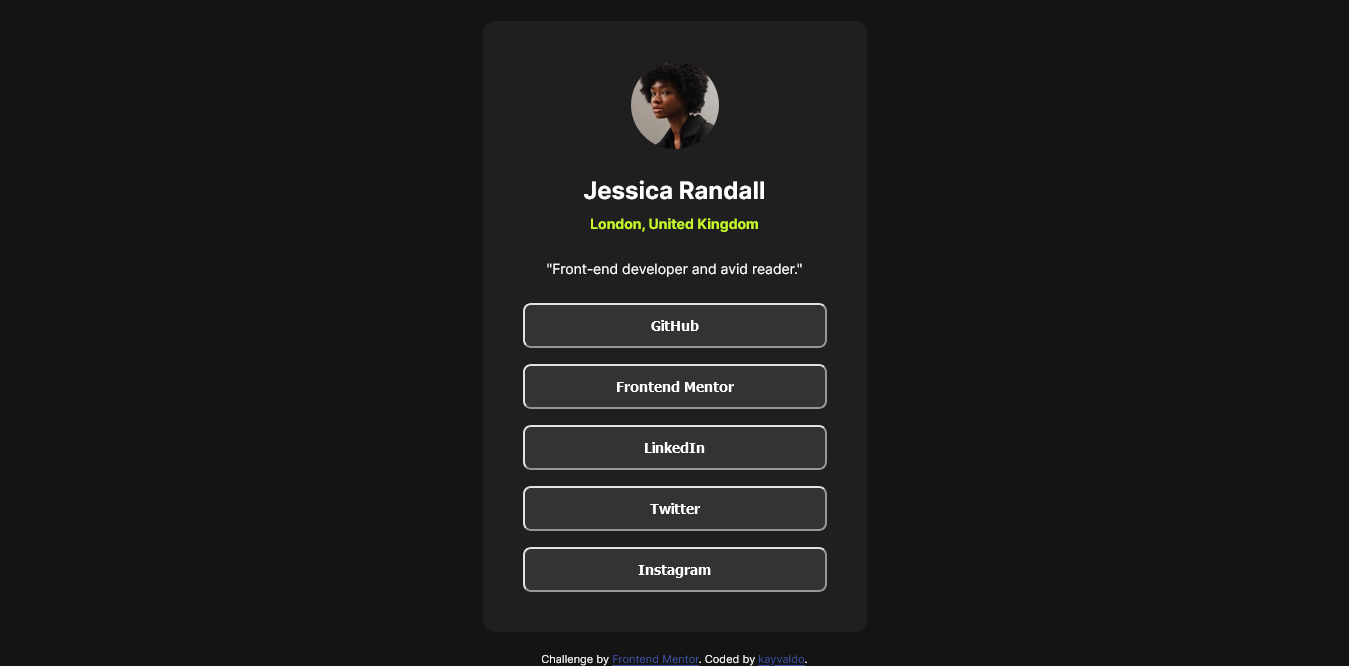 Jessica Randall
London, United Kingdom
"Front-end developer and avid reader."
GitHub
Frontend Mentor
LinkedIn
Twitter
Instagram
Challenge by Frontend Mentor. Coded by kayvaldo.